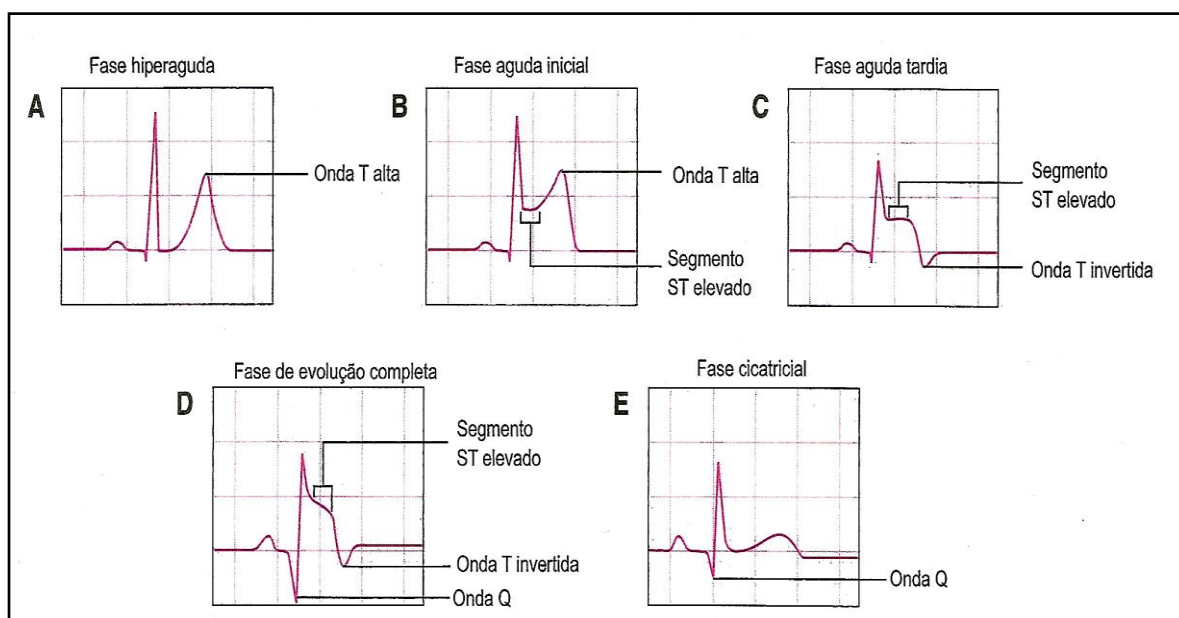 Fase hiperaguda
A
Onda T alta
Fase aguda inicial
B
Onda T alta
Segmento
ST elevado
Fase aguda tardia
C
Segmento
ST elevado
Onda T invertida
Fase de evolução completa
D
Segmento
ST elevado
Onda T invertida
Onda Q
Fase cicatricial
E
Onda Q